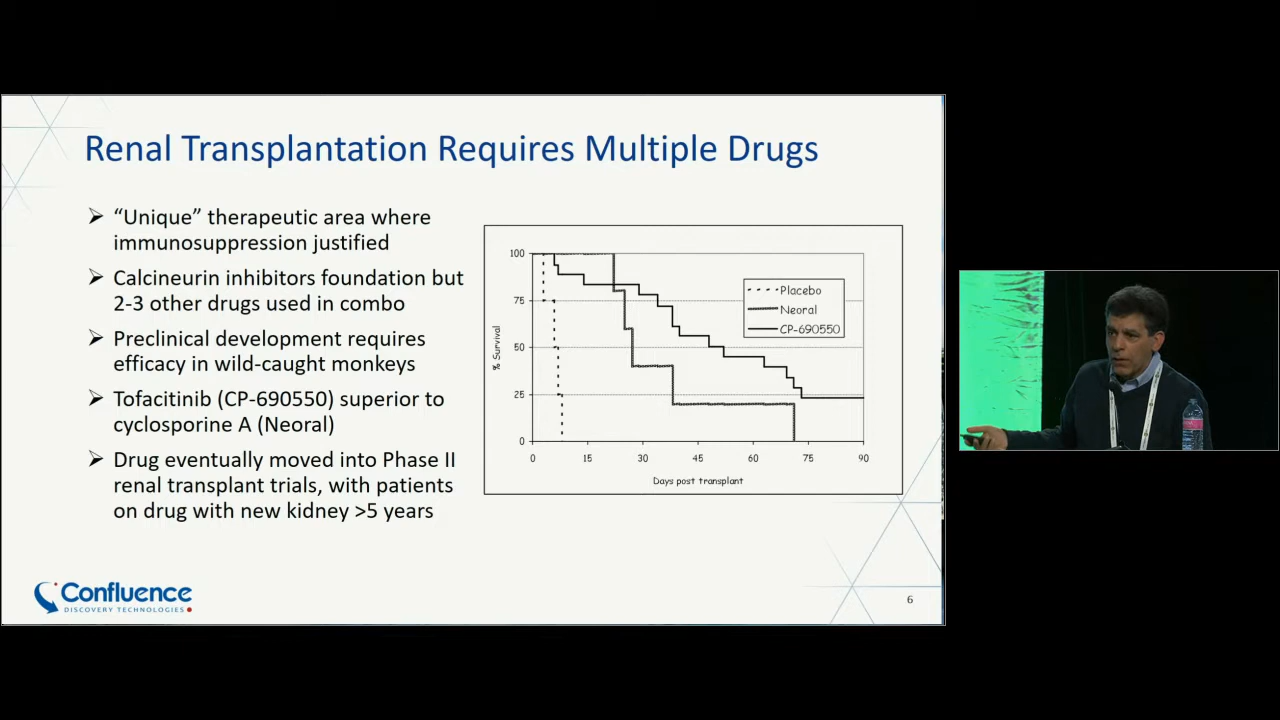 Renal Transplantation Requires Multiple Drugs
“Unique” therapeutic area where
immunosuppression justified
Calcineurin inhibitors foundation but
2-3 other drugs used in combo
Preclinical development requires
efficacy in wild-caught monkeys
Tofacitinib (CP-690550) superior to
cyclosporine A (Neoral)
Drug eventually moved into Phase II
renal transplant trials, with patients
on drug with new kidney >5 years
100
75
50
25
0
% Survival
Placebo
Neoral
CP-690550
0 15 30 45 60 75 90
Days post transplant
Confluence
DISCOVERY TECHNOLOGIES
6